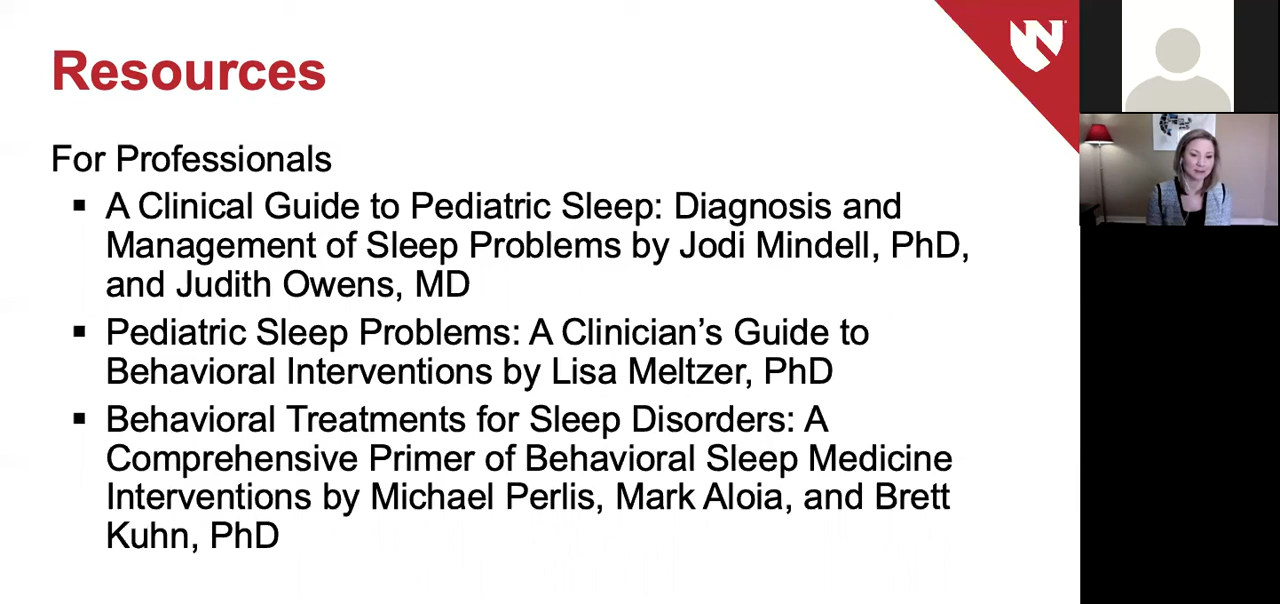 Resources
For Professionals
▪ A Clinical Guide to Pediatric Sleep: Diagnosis and
Management of Sleep Problems by Jodi Mindell, PhD,
and Judith Owens, MD
▪ Pediatric Sleep Problems: A Clinician’s Guide to
Behavioral Interventions by Lisa Meltzer, PhD
▪ Behavioral Treatments for Sleep Disorders: A
Comprehensive Primer of Behavioral Sleep Medicine
Interventions by Michael Perlis, Mark Aloia, and Brett
Kuhn, PhD
N